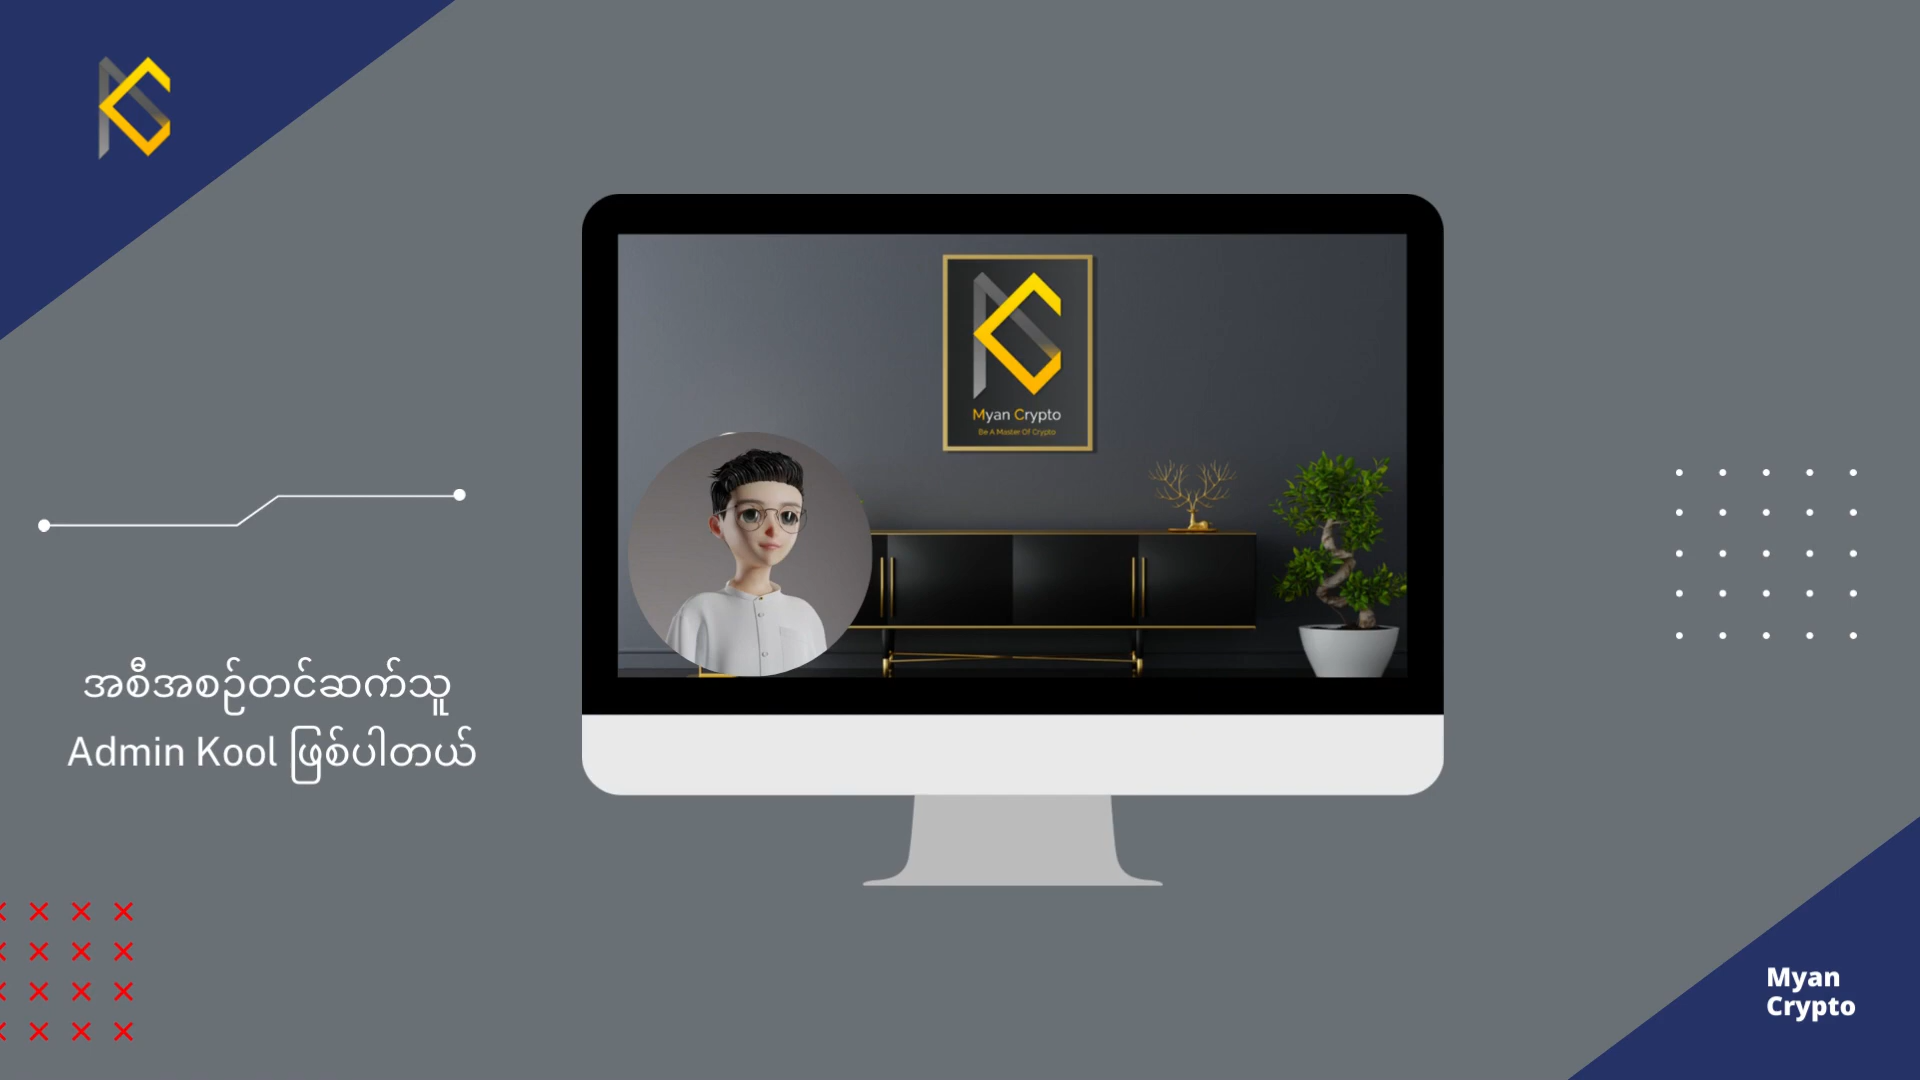 Myan Crypto
Be A Master Of Crypto
အစီအစဉ်တင်ဆက်သူ
Admin Kool ဖြစ်ပါတယ်
Myan
Crypto